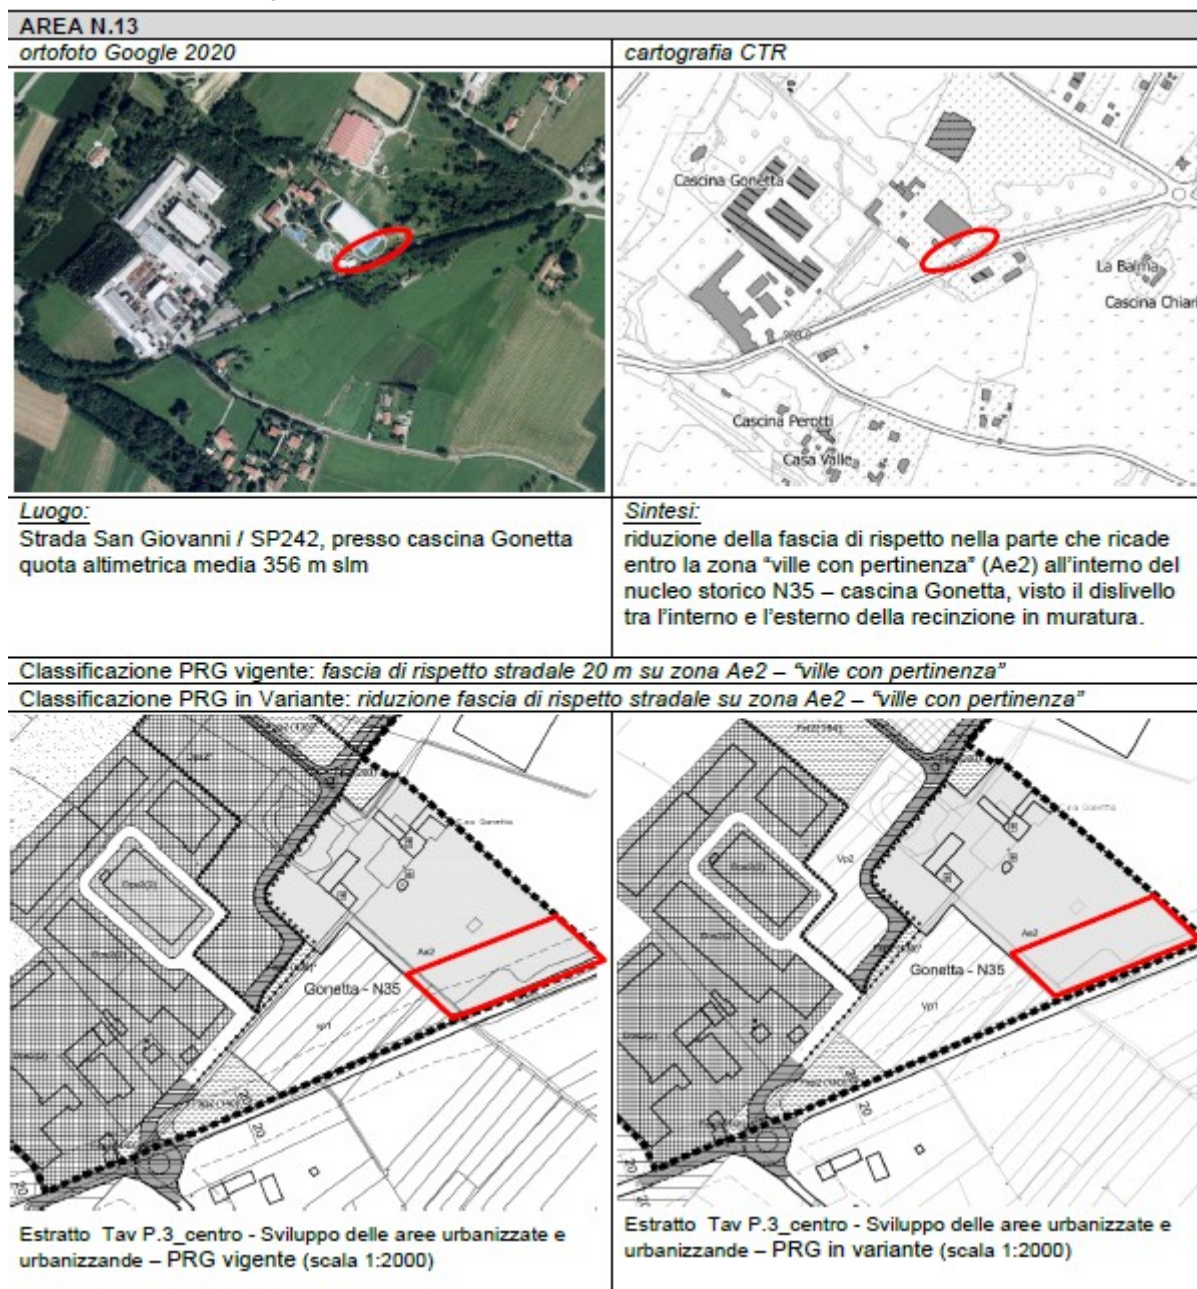 AREA N.13
ortofoto Google 2020
cartografia CTR
Cascina Gonetta
La Balma
Cascina Chiari
Cascina Perotti
Casa Valle
Luogo:
Strada San Giovanni / SP242, presso cascina Gonetta
quota altimetrica media 356 m slm
Sintesi:
riduzione della fascia di rispetto nella parte che ricade
entro la zona “ville con pertinenza” (Ae2) all’interno del
nucleo storico N35 – cascina Gonetta, visto il dislivello
tra l’interno e l’esterno della recinzione in muratura.
Classificazione PRG vigente: fascia di rispetto stradale 20 m su zona Ae2 – “ville con pertinenza”
Classificazione PRG in Variante: riduzione fascia di rispetto stradale su zona Ae2 – “ville con pertinenza”
Ae2
Gonetta - N35
Vp1
20
20
20
Vp2
Ae2
Gonetta - N35
Vp1
20
20
20
Estratto Tav P.3_centro - Sviluppo delle aree urbanizzate e
urbanizzande – PRG vigente (scala 1:2000)
Estratto Tav P.3_centro - Sviluppo delle aree urbanizzate e
urbanizzande – PRG in variante (scala 1:2000)